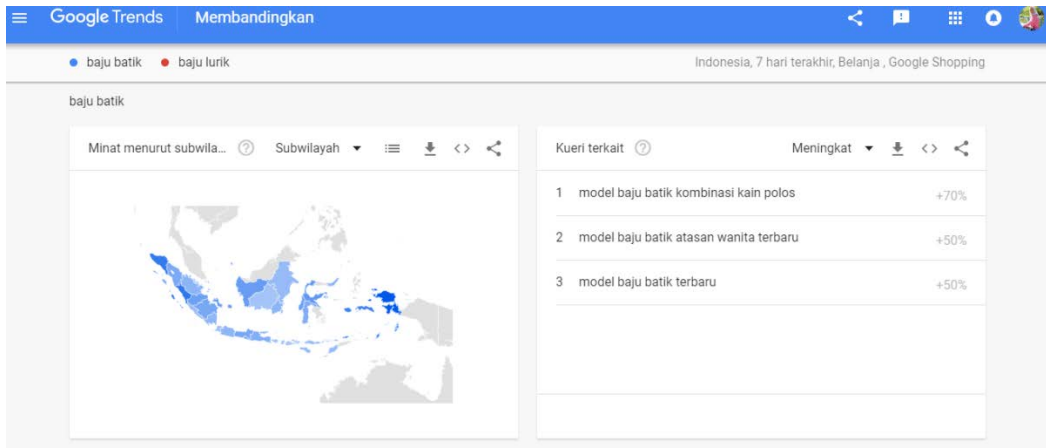 Google Trends Membandingkan
baju batik baju lurik Indonesia, 7 hari terakhir, Belanja , Google Shopping
baju batik
Minat menurut subwila... Subwilayah
Kueri terkait Meningkat
1 model baju batik kombinasi kain polos +70%
2 model baju batik atasan wanita terbaru +50%
3 model baju batik terbaru +50%